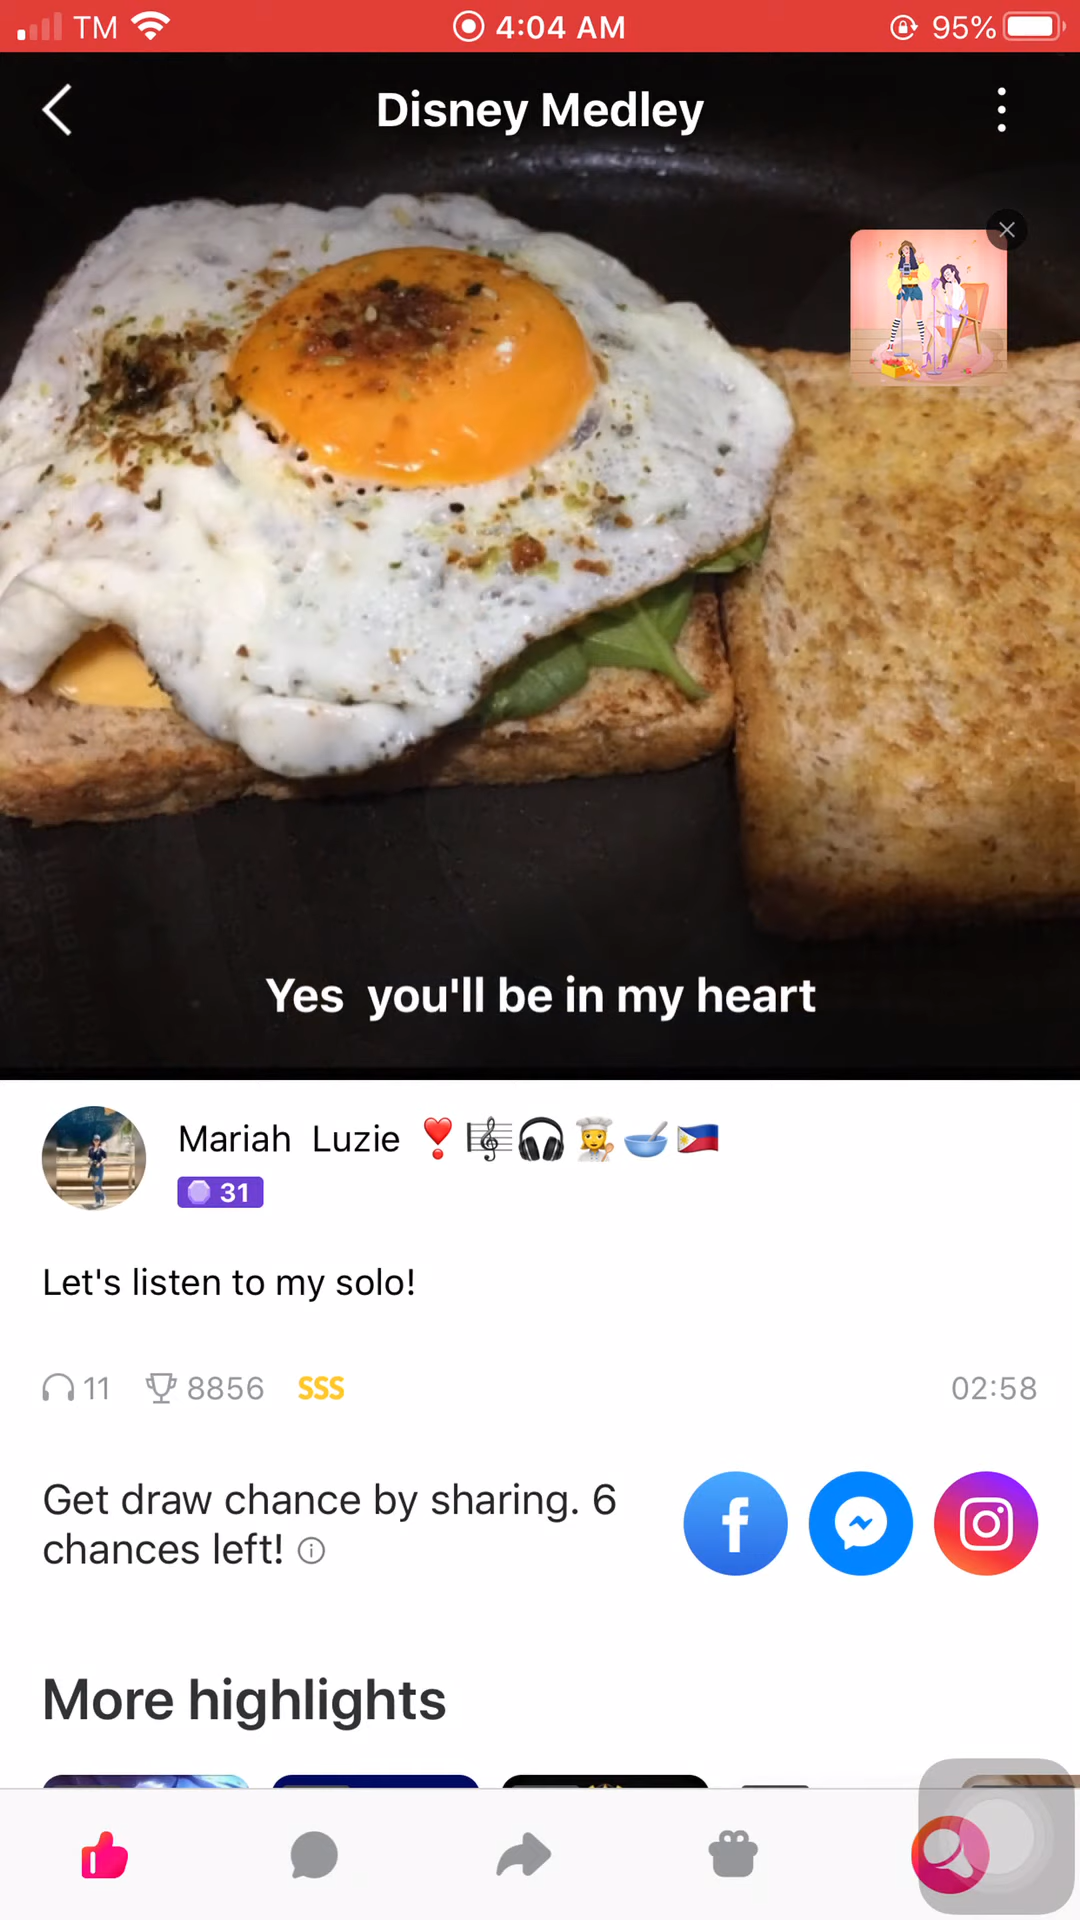 TM 4:04 AM 95%
Disney Medley
Yes you'll be in my heart
Mariah Luzie ❣️🎼🎧👩‍🍳🥣🇵🇭
31
Let's listen to my solo!
11 8856 SSS 02:58
Get draw chance by sharing. 6
chances left!
More highlights